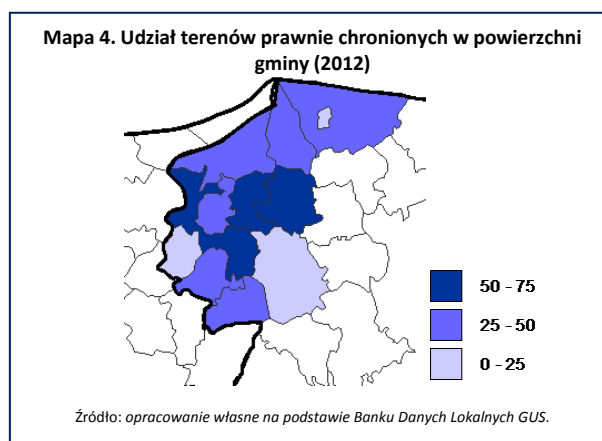 Mapa 4. Udział terenów prawnie chronionych w powierzchni
gminy (2012)
50 - 75
25 - 50
0 - 25
Źródło: opracowanie własne na podstawie Banku Danych Lokalnych GUS.